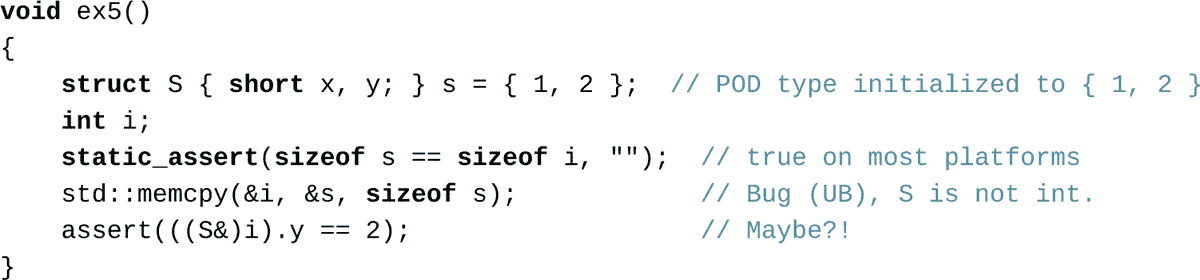 void ex5()
{
    struct S { short x, y; } s = { 1, 2 };  // POD type initialized to { 1, 2 }
    int i;
    static_assert(sizeof s == sizeof i, "");  // true on most platforms
    std::memcpy(&i, &s, sizeof s);            // Bug (UB), S is not int.
    assert(((S&)i).y == 2);                   // Maybe?!
}